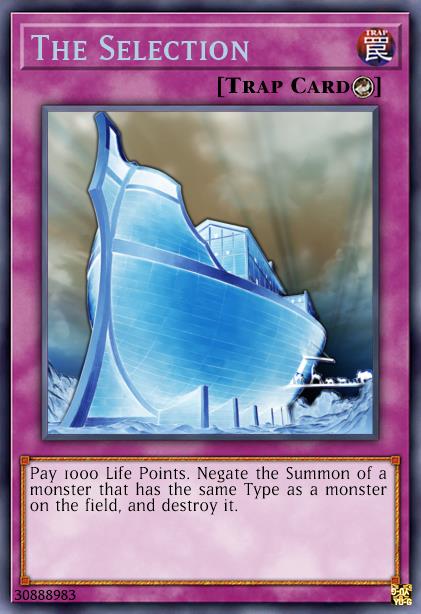 The Selection
TRAP
罠
[Trap Card]
Pay 1000 Life Points. Negate the Summon of a
monster that has the same Type as a monster
on the field, and destroy it.
30888983